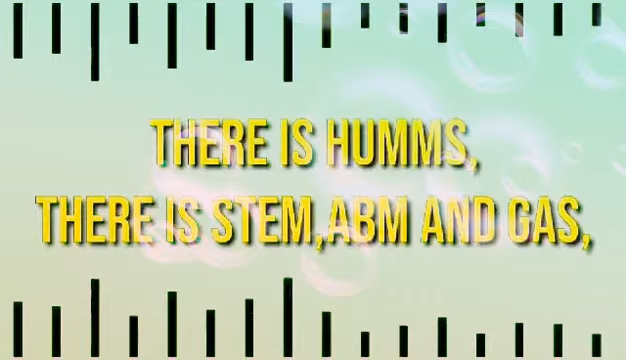 THERE IS HUMMS,
THERE IS STEM,ABM AND GAS,